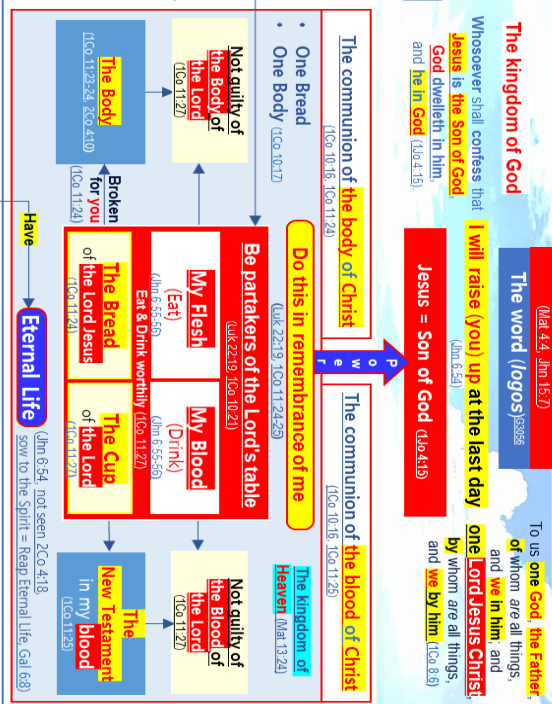 The kingdom of God
Whosoever shall confess that
Jesus is the Son of God,
God dwelleth in him,
and he in God (1Jo 4:15).
(Mat 4:4, Jhn 15:7)
The word (logos)G3056
I will raise (you) up at the last day
(Jhn 6:54)
Jesus = Son of God (1Jo 4:15)
To us one God, the Father,
of whom are all things,
and we in him; and
one Lord Jesus Christ,
by whom are all things,
and we by him (1Co 8:6)
Power
The communion of the body of Christ
(1Co 10:16, 1Co 11:24)
The communion of the blood of Christ
(1Co 10:16, 1Co 11:25)
• One Bread
• One Body (1Co 10:17)
Do this in remembrance of me
(Luk 22:19, 1Co 11:24-25)
The kingdom of
Heaven (Mat 13:24)
Not quilty of
the Body of
the Lord
(1Co 11:27)
Be partakers of the Lord's table
(Luk 22:19, 1Co 10:21)
My Flesh
(Eat)
(Jhn 6:55-56)
My Blood
(Drink)
(Jhn 6:55-56)
Eat & Drink worthily (1Co 11:27)
The Bread
of the Lord Jesus
(1Co 11:24)
The Cup
of the Lord
(1Co 11:27)
Not quilty of
the Blood of
the Lord
(1Co 11:27)
The Body
(1Co 11:23-24, 2Co 4:10)
Broken
for you
(1Co 11:24)
The
New Testament
in my blood
(1Co 11:25)
Have
Eternal Life
(Jhn 6:54, not seen 2Co 4:18,
sow to the Spirit = Reap Eternal Life, Gal 6:8)